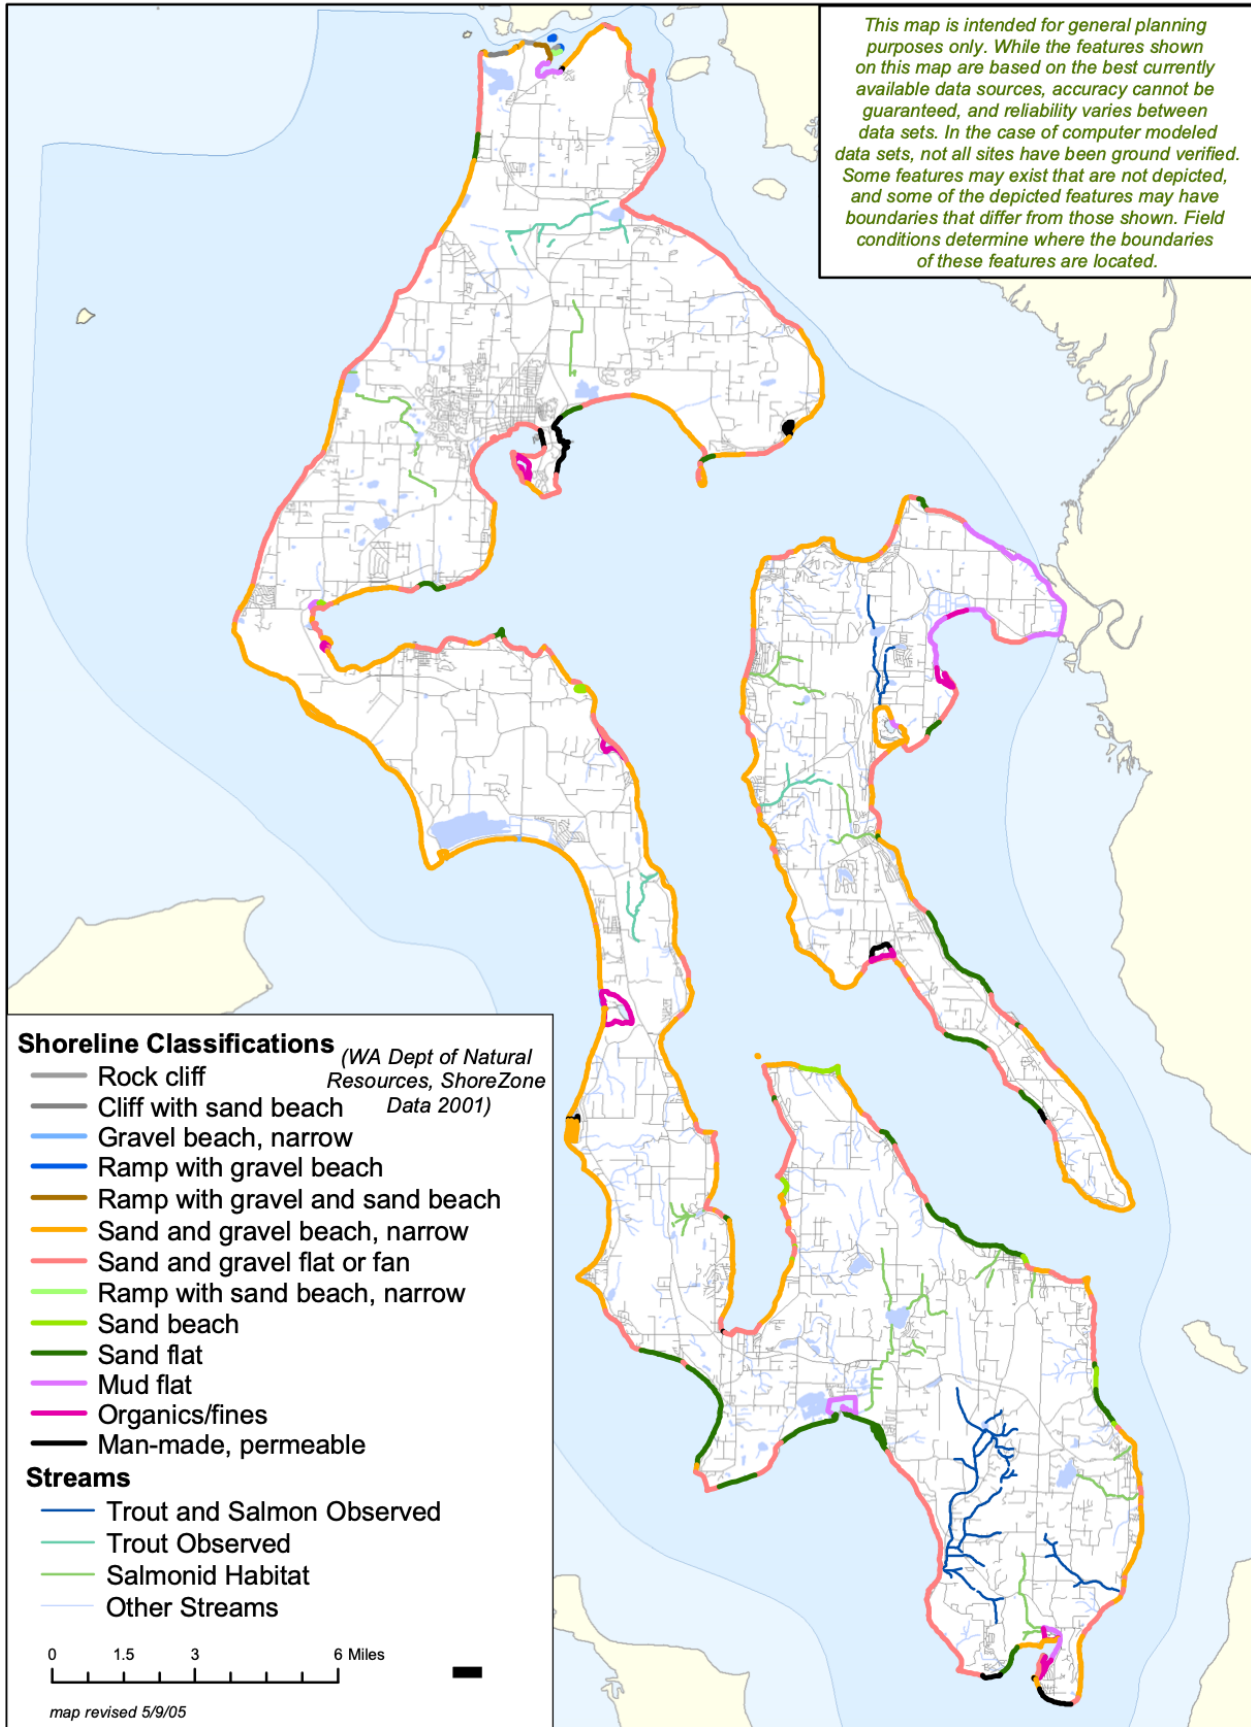 This map is intended for general planning
purposes only. While the features shown
on this map are based on the best currently
available data sources, accuracy cannot be
guaranteed, and reliability varies between
data sets. In the case of computer modeled
data sets, not all sites have been ground verified.
Some features may exist that are not depicted,
and some of the depicted features may have
boundaries that differ from those shown. Field
conditions determine where the boundaries
of these features are located.
Shoreline Classifications
(WA Dept of Natural
Resources, ShoreZone
Data 2001)
Rock cliff
Cliff with sand beach
Gravel beach, narrow
Ramp with gravel beach
Ramp with gravel and sand beach
Sand and gravel beach, narrow
Sand and gravel flat or fan
Ramp with sand beach, narrow
Sand beach
Sand flat
Mud flat
Organics/fines
Man-made, permeable
Streams
Trout and Salmon Observed
Trout Observed
Salmonid Habitat
Other Streams
0 1.5 3 6 Miles
map revised 5/9/05